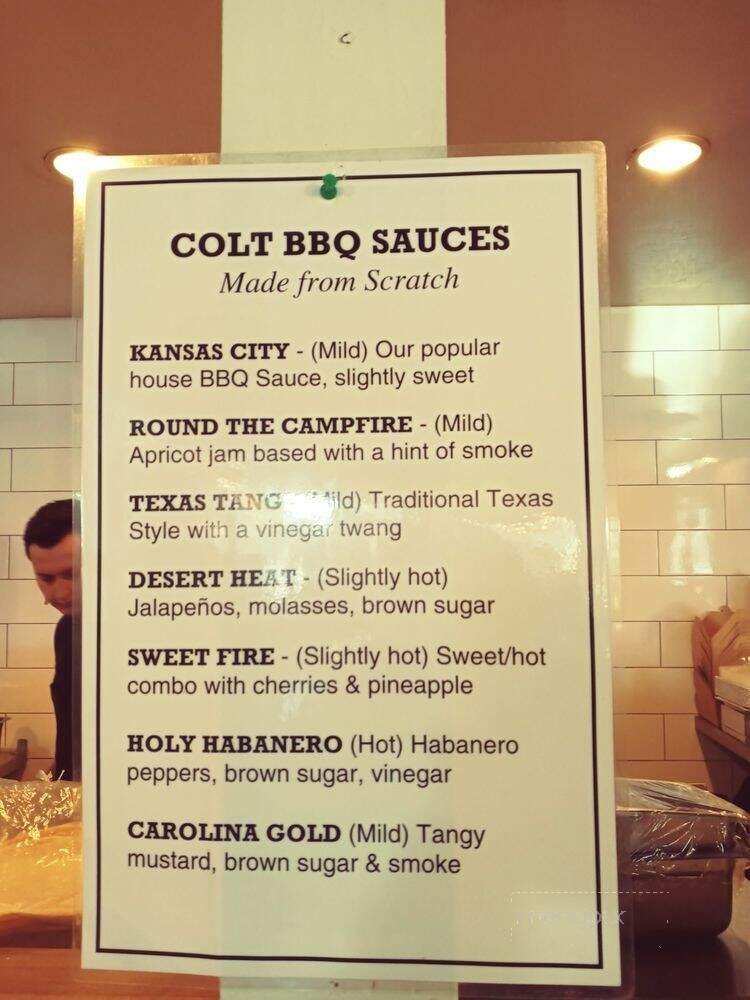 COLT BBQ SAUCES
Made from Scratch
KANSAS CITY - (Mild) Our popular
house BBQ Sauce, slightly sweet
ROUND THE CAMPFIRE - (Mild)
Apricot jam based with a hint of smoke
TEXAS TANG - (Mild) Traditional Texas
Style with a vinegar twang
DESERT HEAT - (Slightly hot)
Jalapeños, molasses, brown sugar
SWEET FIRE - (Slightly hot) Sweet/hot
combo with cherries & pineapple
HOLY HABANERO (Hot) Habanero
peppers, brown sugar, vinegar
CAROLINA GOLD (Mild) Tangy
mustard, brown sugar & smoke